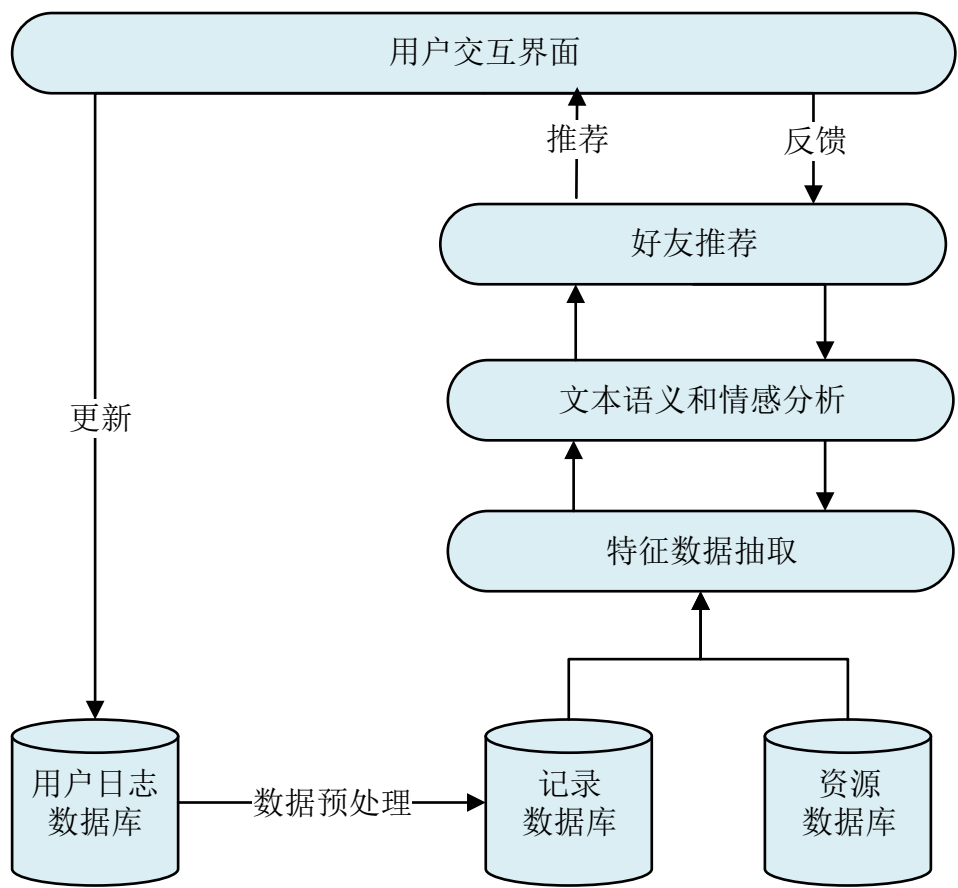 用户交互界面
推荐
反馈
好友推荐
文本语义和情感分析
更新
特征数据抽取
用户日志
数据库
数据预处理
记录
数据库
资源
数据库